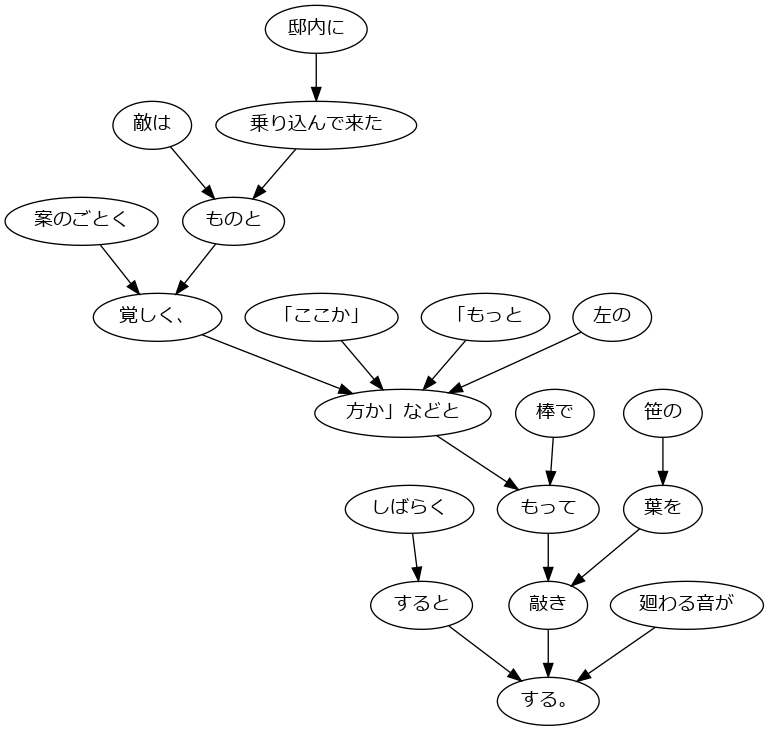 邸内に
敵は
乗り込んで来た
案のごとく
ものと
覚しく、
「ここか」
「もっと
左の
方か」などと
棒で
笹の
しばらく
もって
葉を
すると
敲き
廻わる音が
する。